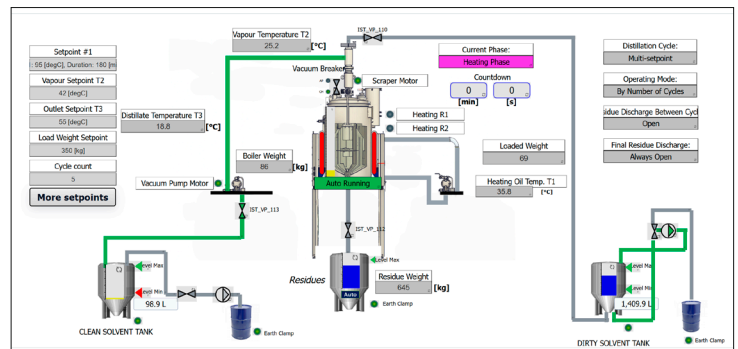 Setpoint #1
: 55 [degC], Duration: 180 [m
Vapour Setpoint T2
42 [degC]
Outlet Setpoint T3
55 [degC]
Load Weight Setpoint
350 [kg]
Cycle count
5
More setpoints
Vapour Temperature T2
25.2
[°C]
Distillate Temperature T3
18.8
[°C]
Boiler Weight
86
[kg]
Vacuum Pump Motor
IST_VP_113
IST_VP_110
Vacuum Breaker
Scraper Motor
Heating R1
Heating R2
Auto Running
IST_VP_112
Current Phase:
Heating Phase
Countdown
0
0
[min]
[s]
Loaded Weight
69
Heating Oil Temp. T1
35.8
[°C]
Distillation Cycle:
Multi-setpoint
Operating Mode:
By Number of Cycles
idue Discharge Between Cycl
Open
Final Residue Discharge:
Always Open
Level Max
Level Min
98.9 L
CLEAN SOLVENT TANK
Earth Clamp
Residues
Level Max
Residue Weight
645
[kg]
Auto
Earth Clamp
Level Max
Level Min
1,409.9 L
DIRTY SOLVENT TANK
Earth Clamp